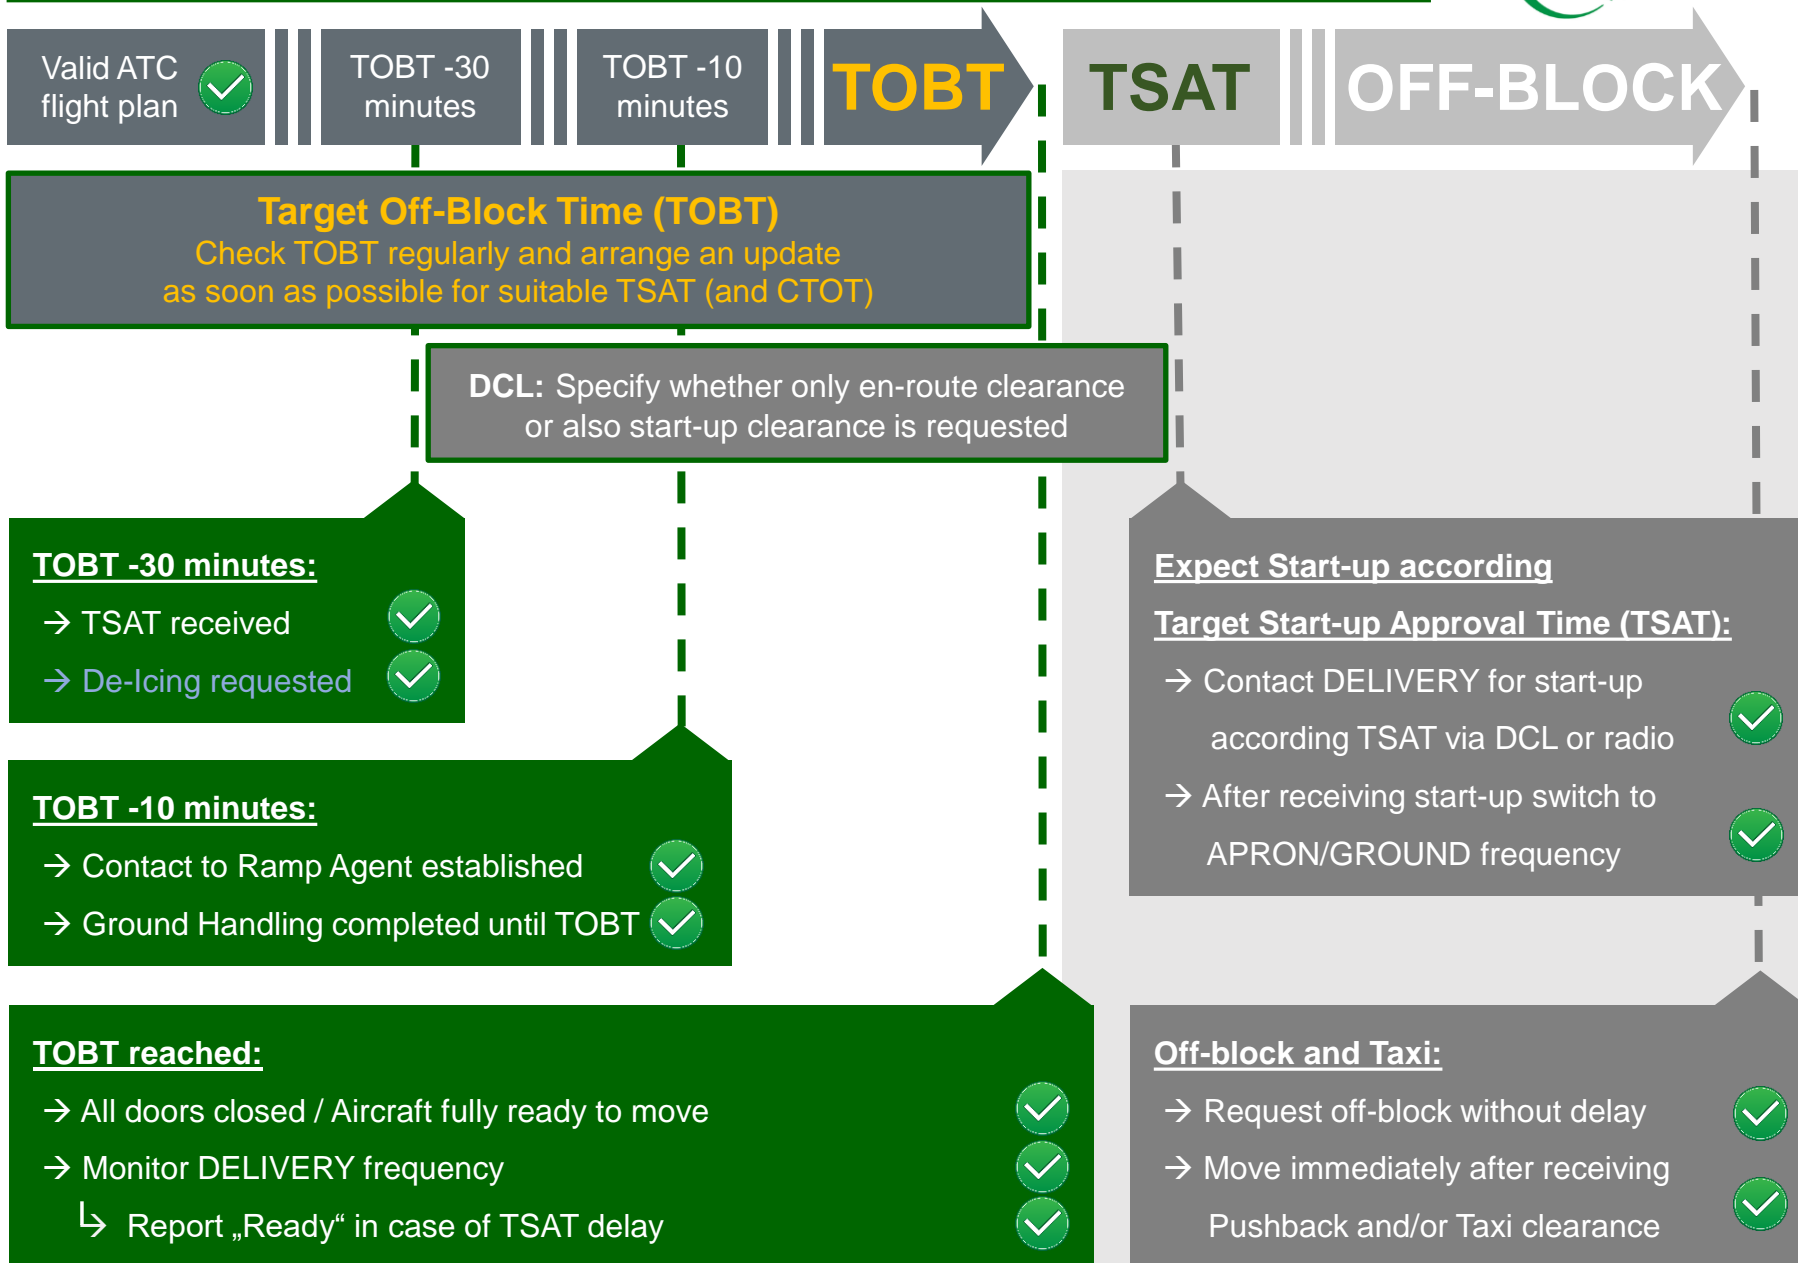 Valid ATC
flight plan
TOBT -30
minutes
TOBT -10
minutes
TOBT
TSAT
OFF-BLOCK
Target Off-Block Time (TOBT)
Check TOBT regularly and arrange an update
as soon as possible for suitable TSAT (and CTOT)
DCL: Specify whether only en-route clearance
or also start-up clearance is requested
TOBT -30 minutes:
→ TSAT received
→ De-Icing requested
TOBT -10 minutes:
→ Contact to Ramp Agent established
→ Ground Handling completed until TOBT
TOBT reached:
→ All doors closed / Aircraft fully ready to move
→ Monitor DELIVERY frequency
↳ Report „Ready“ in case of TSAT delay
Expect Start-up according
Target Start-up Approval Time (TSAT):
→ Contact DELIVERY for start-up
according TSAT via DCL or radio
→ After receiving start-up switch to
APRON/GROUND frequency
Off-block and Taxi:
→ Request off-block without delay
→ Move immediately after receiving
Pushback and/or Taxi clearance